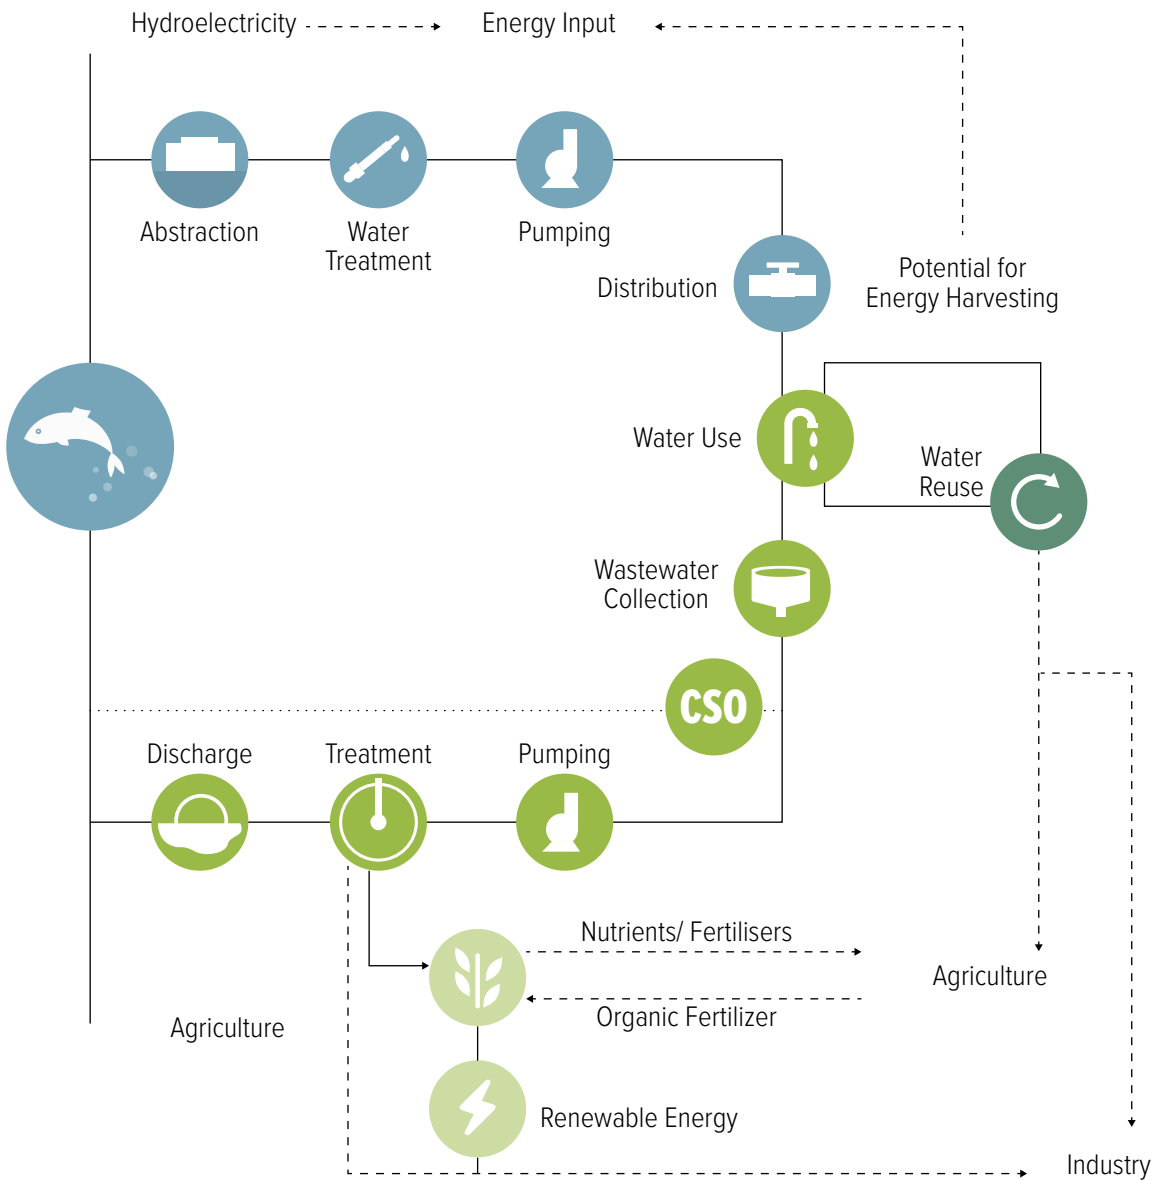 Hydroelectricity
Energy Input
Abstraction
Water
Treatment
Pumping
Distribution
Potential for
Energy Harvesting
Water Use
Water
Reuse
Wastewater
Collection
CSO
Discharge
Treatment
Pumping
Nutrients/ Fertilisers
Agriculture
Organic Fertilizer
Agriculture
Renewable Energy
Industry